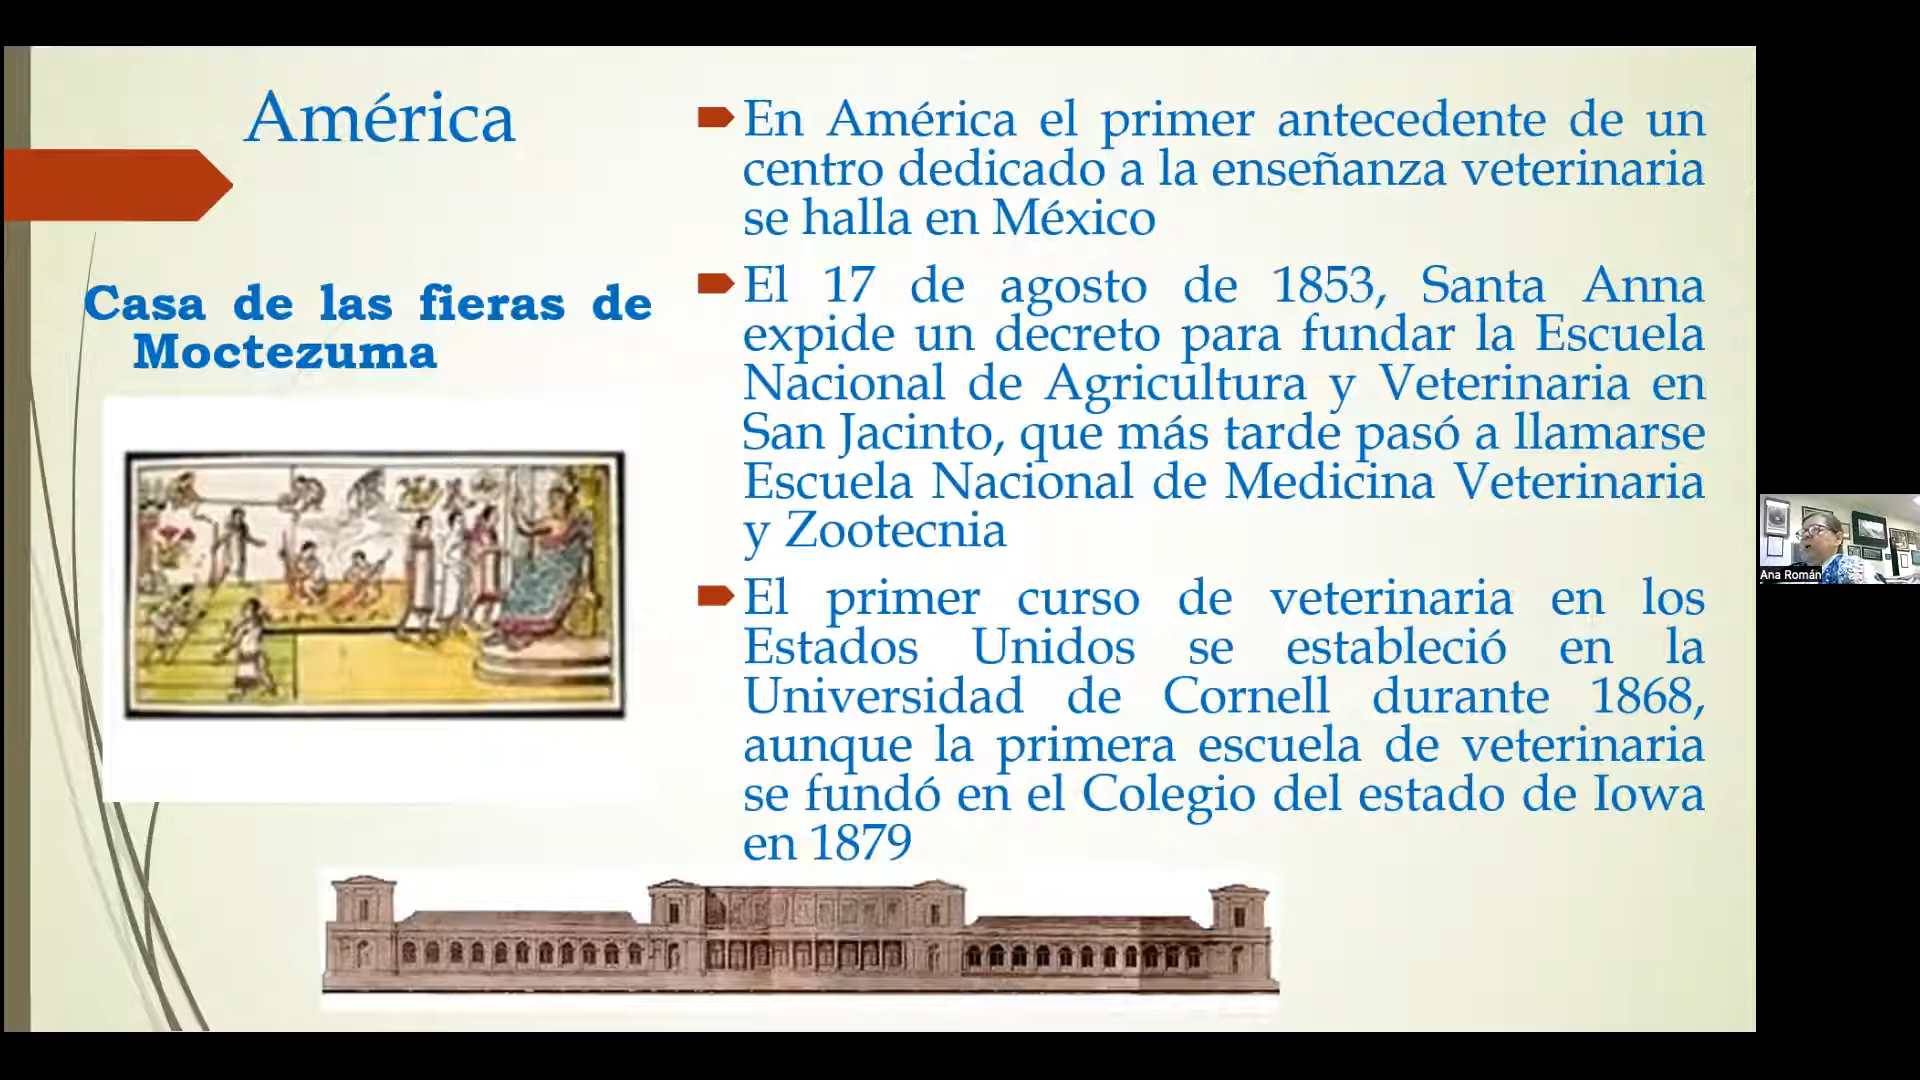 América
Casa de las fieras de
Moctezuma
En América el primer antecedente de un
centro dedicado a la enseñanza veterinaria
se halla en México
El 17 de agosto de 1853, Santa Anna
expide un decreto para fundar la Escuela
Nacional de Agricultura y Veterinaria en
San Jacinto, que más tarde pasó a llamarse
Escuela Nacional de Medicina Veterinaria
y Zootecnia
El primer curso de veterinaria en los
Estados Unidos se estableció en la
Universidad de Cornell durante 1868,
aunque la primera escuela de veterinaria
se fundó en el Colegio del estado de Iowa
en 1879
Ana Román